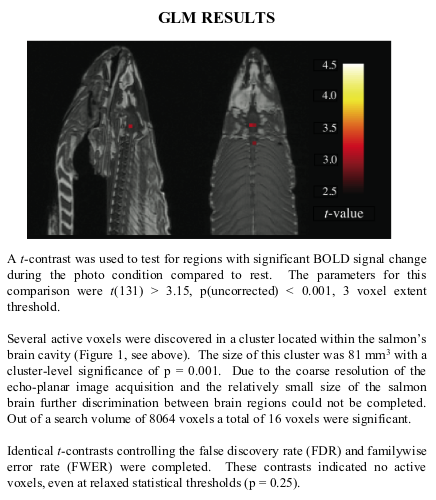 GLM RESULTS
4.5
4.0
3.5
3.0
2.5
t-value
A t-contrast was used to test for regions with significant BOLD signal change
during the photo condition compared to rest. The parameters for this
comparison were t(131) > 3.15, p(uncorrected) < 0.001, 3 voxel extent
threshold.
Several active voxels were discovered in a cluster located within the salmon's
brain cavity (Figure 1, see above). The size of this cluster was 81 mm³ with a
cluster-level significance of p = 0.001. Due to the coarse resolution of the
echo-planar image acquisition and the relatively small size of the salmon
brain further discrimination between brain regions could not be completed.
Out of a search volume of 8064 voxels a total of 16 voxels were significant.
Identical t-contrasts controlling the false discovery rate (FDR) and familywise
error rate (FWER) were completed. These contrasts indicated no active
voxels, even at relaxed statistical thresholds (p = 0.25).